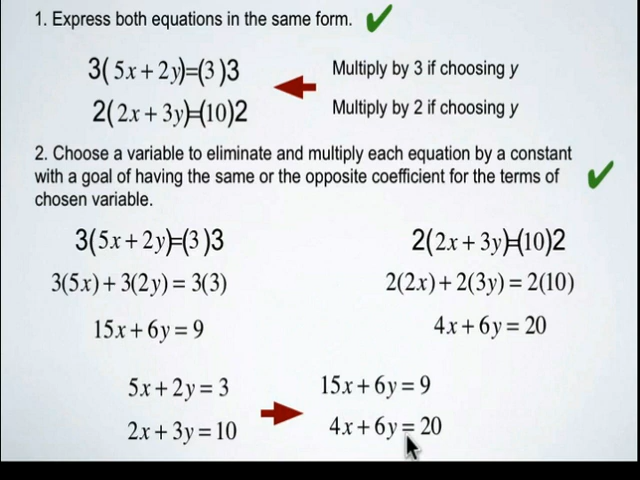 1. Express both equations in the same form.
3(5x+2y)=(3)3 Multiply by 3 if choosing y
2(2x+3y)=(10)2 Multiply by 2 if choosing y
2. Choose a variable to eliminate and multiply each equation by a constant
with a goal of having the same or the opposite coefficient for the terms of
chosen variable.
3(5x+2y)=(3)3 2(2x+3y)=(10)2
3(5x)+3(2y)=3(3) 2(2x)+2(3y)=2(10)
15x+6y=9 4x+6y=20
5x+2y=3 15x+6y=9
2x+3y=10 4x+6y=20